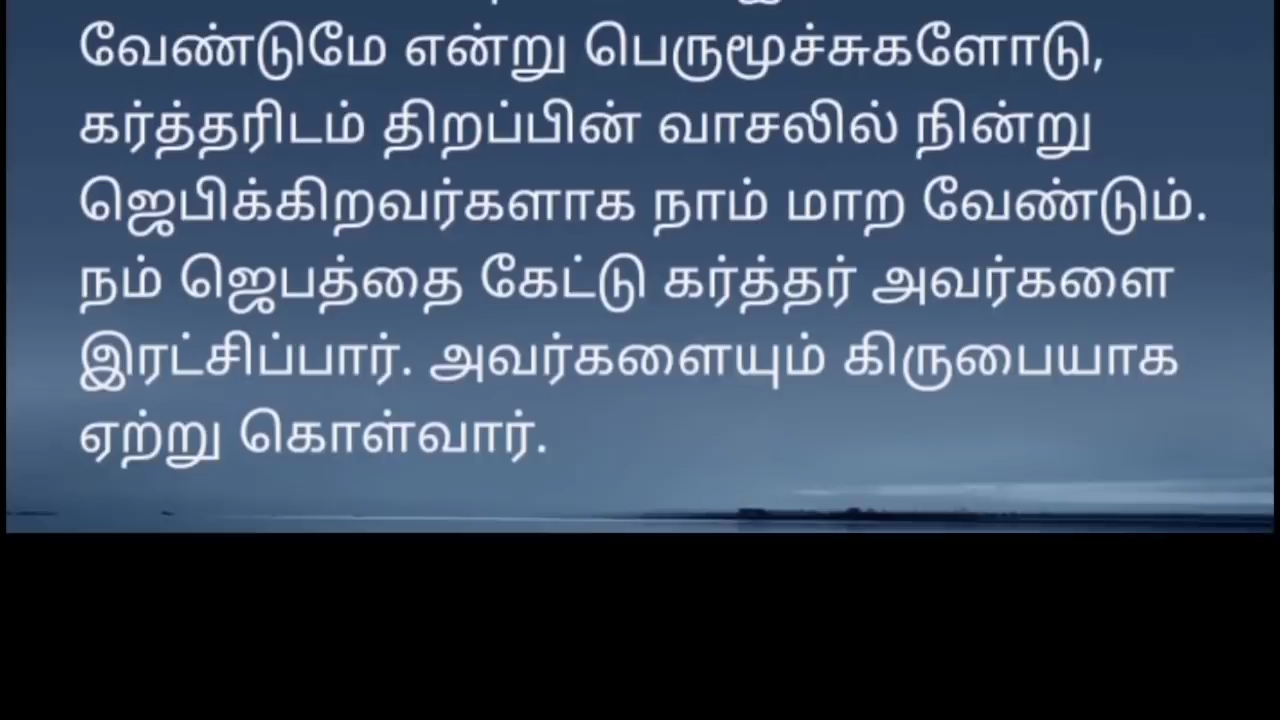 வேண்டுமே என்று பெருமூச்சுகளோடு,
கர்த்தரிடம் திறப்பின் வாசலில் நின்று
ஜெபிக்கிறவர்களாக நாம் மாற வேண்டும்.
நம் ஜெபத்தை கேட்டு கர்த்தர் அவர்களை
இரட்சிப்பார். அவர்களையும் கிருபையாக
ஏற்று கொள்வார்.